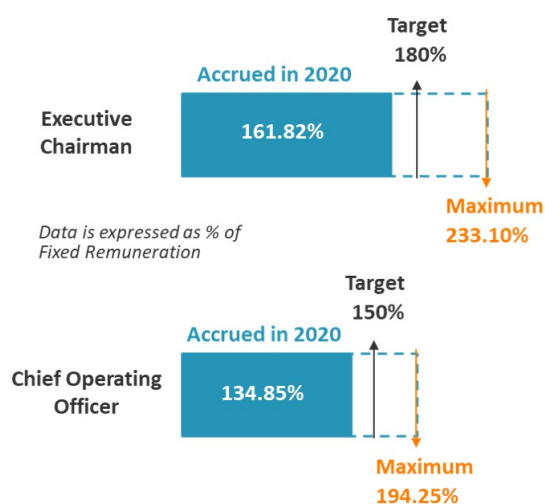 Target
180%
Accrued in 2020
Executive
Chairman
161.82%
Maximum
233.10%
Data is expressed as % of
Fixed Remuneration
Target
150%
Accrued in 2020
Chief Operating
Officer
134.85%
Maximum
194.25%